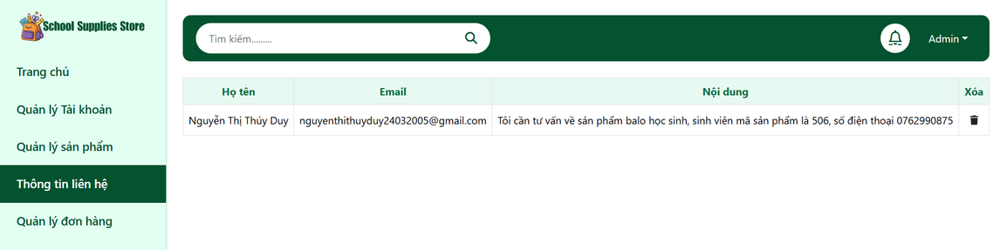 School Supplies Store
Tìm kiếm.........
Admin
Trang chủ
Quản lý Tài khoản
Quản lý sản phẩm
Thông tin liên hệ
Quản lý đơn hàng
Họ tên Email Nội dung Xóa
Nguyễn Thị Thúy Duy nguyenthithuyduy24032005@gmail.com Tôi cần tư vấn về sản phẩm balo học sinh, sinh viên mã sản phẩm là 506, số điện thoại 0762990875